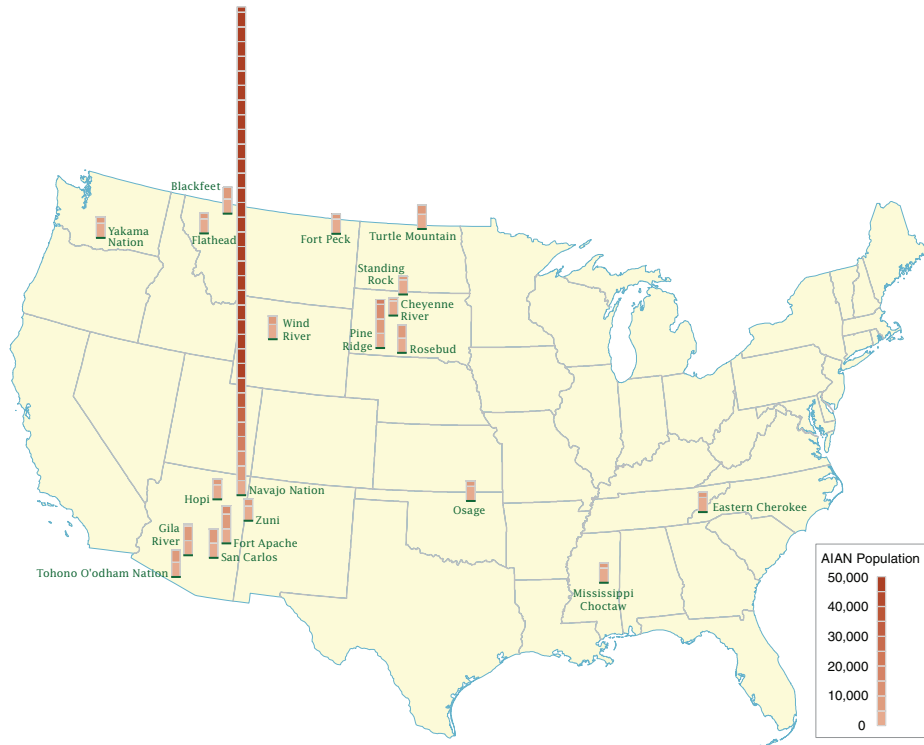 Blackfeet
Yakama
Nation
Flathead
Fort Peck
Turtle Mountain
Standing
Rock
Cheyenne
River
Wind
River
Pine
Ridge
Rosebud
Hopi
Navajo Nation
Zuni
Osage
Eastern Cherokee
Gila
River
Fort Apache
San Carlos
Tohono O'odham Nation
Mississippi
Choctaw
AIAN Population
50,000
40,000
30,000
20,000
10,000
0